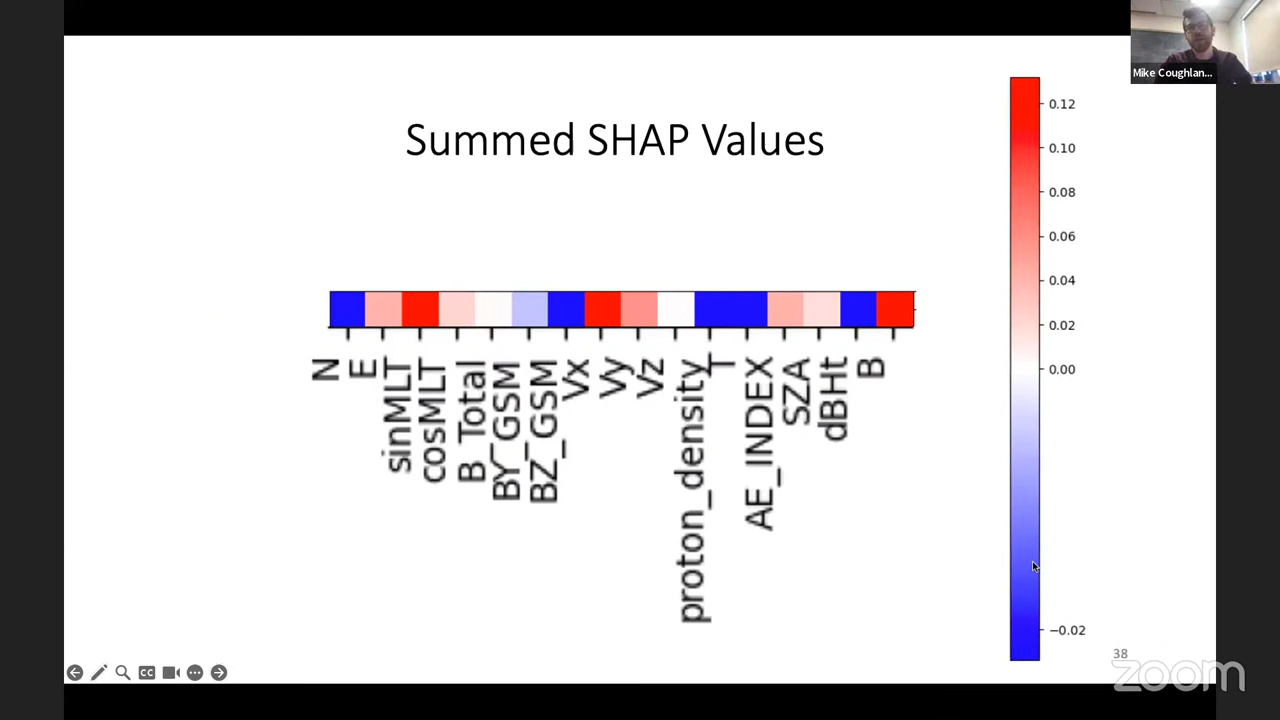 Mike Coughlan...
Summed SHAP Values
0.12
0.10
0.08
0.06
0.04
0.02
0.00
−0.02
N
E
sinMLT
cosMLT
B_Total
BY_GSM
BZ_GSM
Vx
Vy
Vz
proton_density
T
AE_INDEX
SZA
dBHt
B
CC
38
zoom